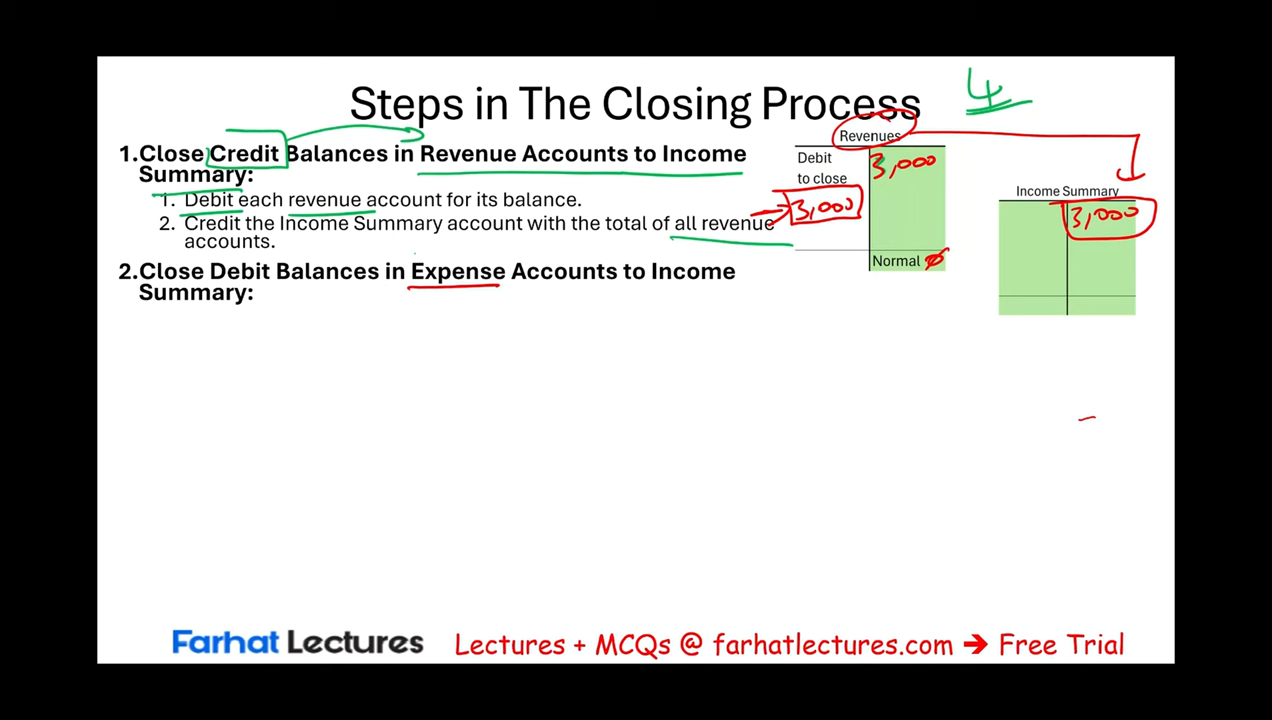 Steps in The Closing Process
4
1.Close Credit Balances in Revenue Accounts to Income
Summary:
1. Debit each revenue account for its balance.
2. Credit the Income Summary account with the total of all revenue
accounts.
2.Close Debit Balances in Expense Accounts to Income
Summary:
Revenues
Debit
to close
3,000
3,000
Normal
Income Summary
3,000
Farhat Lectures
Lectures + MCQs @ farhatlectures.com ➔ Free Trial